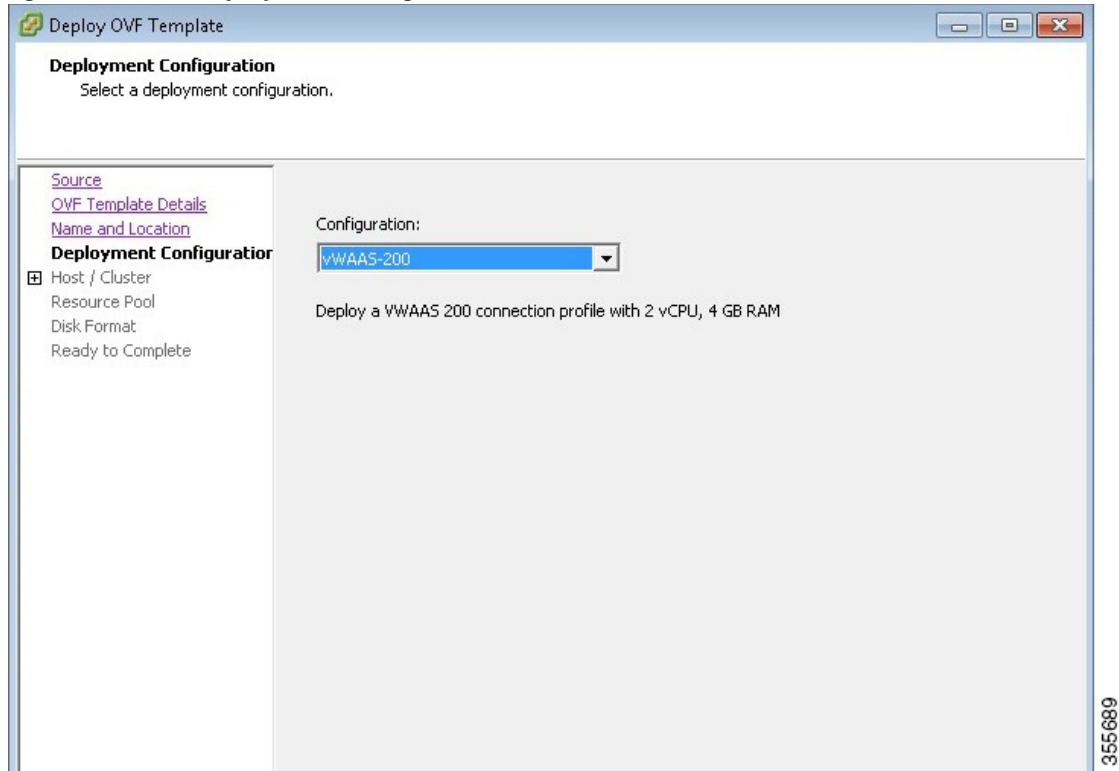 Deploy OVF Template
Deployment Configuration
Select a deployment configuration.
Source
OVF Template Details
Name and Location
Deployment Configuration
Host / Cluster
Resource Pool
Disk Format
Ready to Complete
Configuration:
vWAAS-200
Deploy a VWAAS 200 connection profile with 2 vCPU, 4 GB RAM
355689